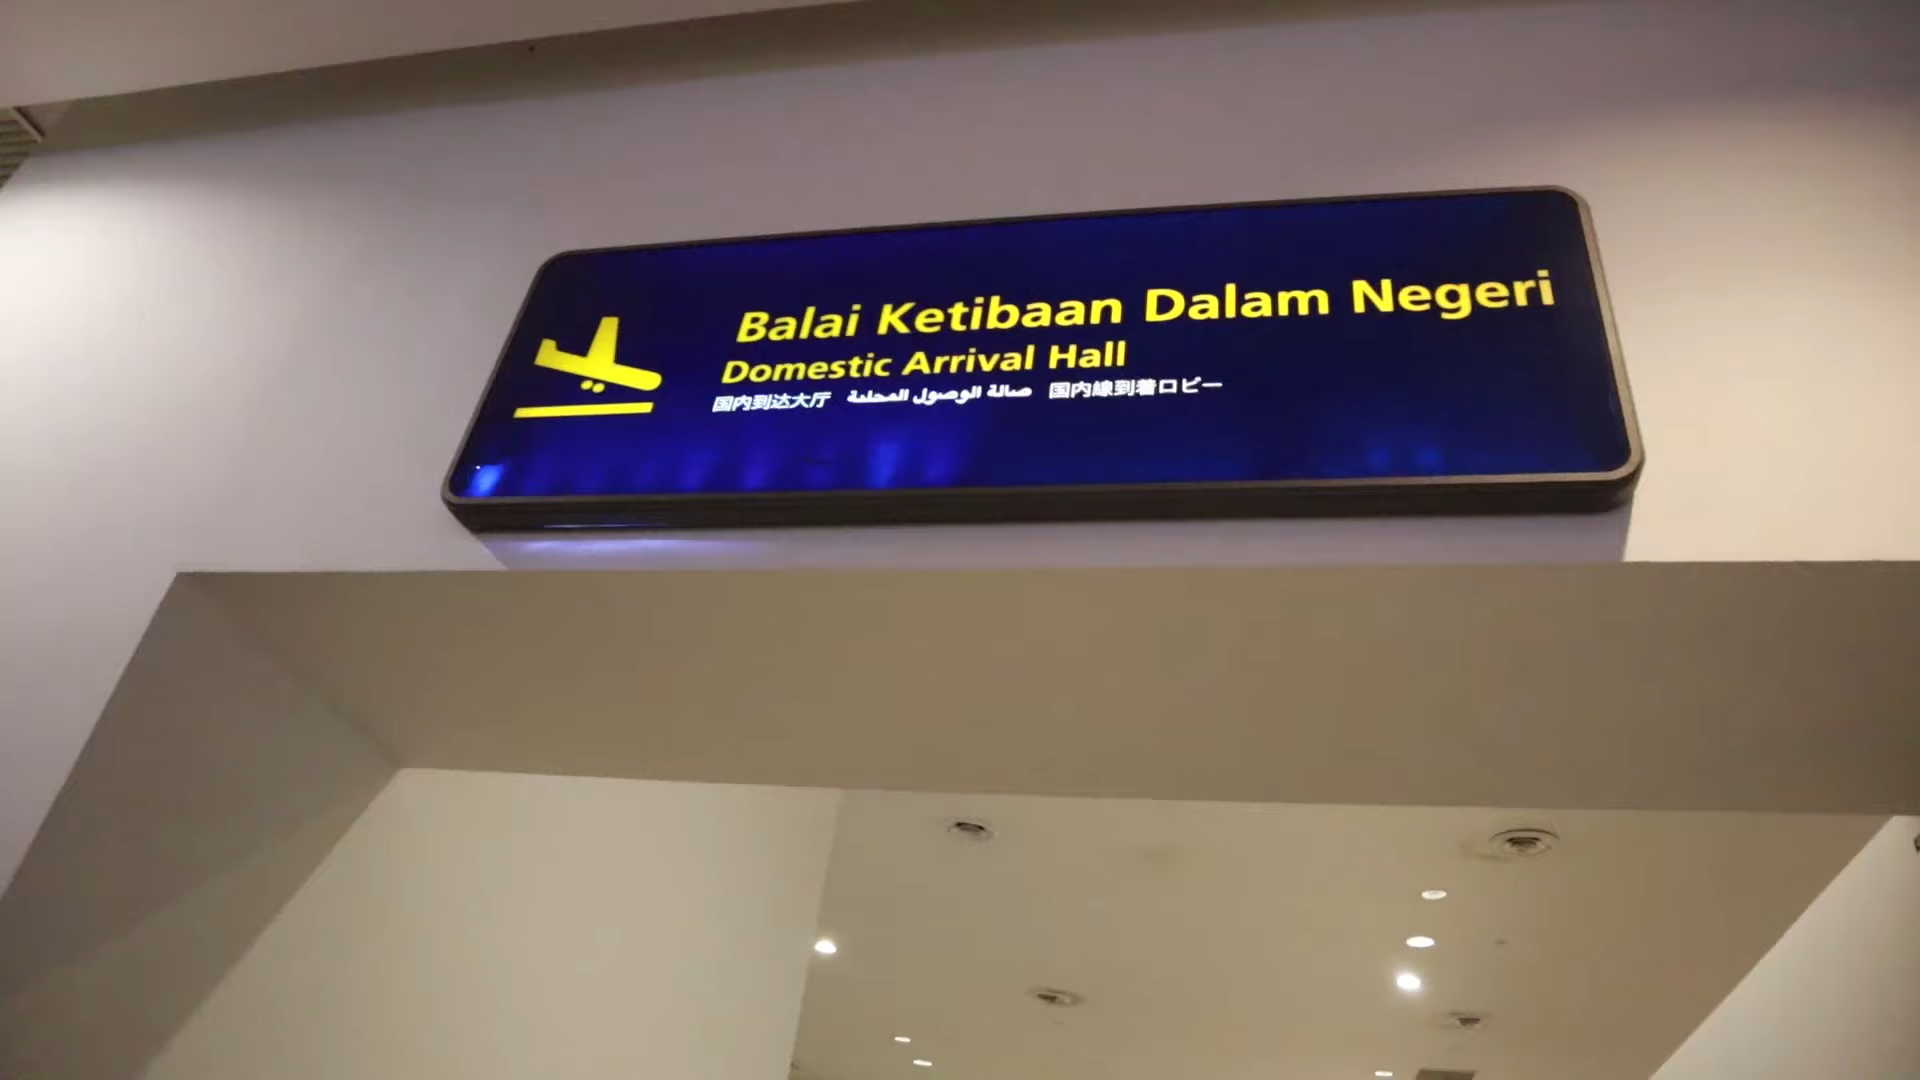 Balai Ketibaan Dalam Negeri
Domestic Arrival Hall
国内到达大厅 صالة الوصول المحلية 国内線到着ロビー